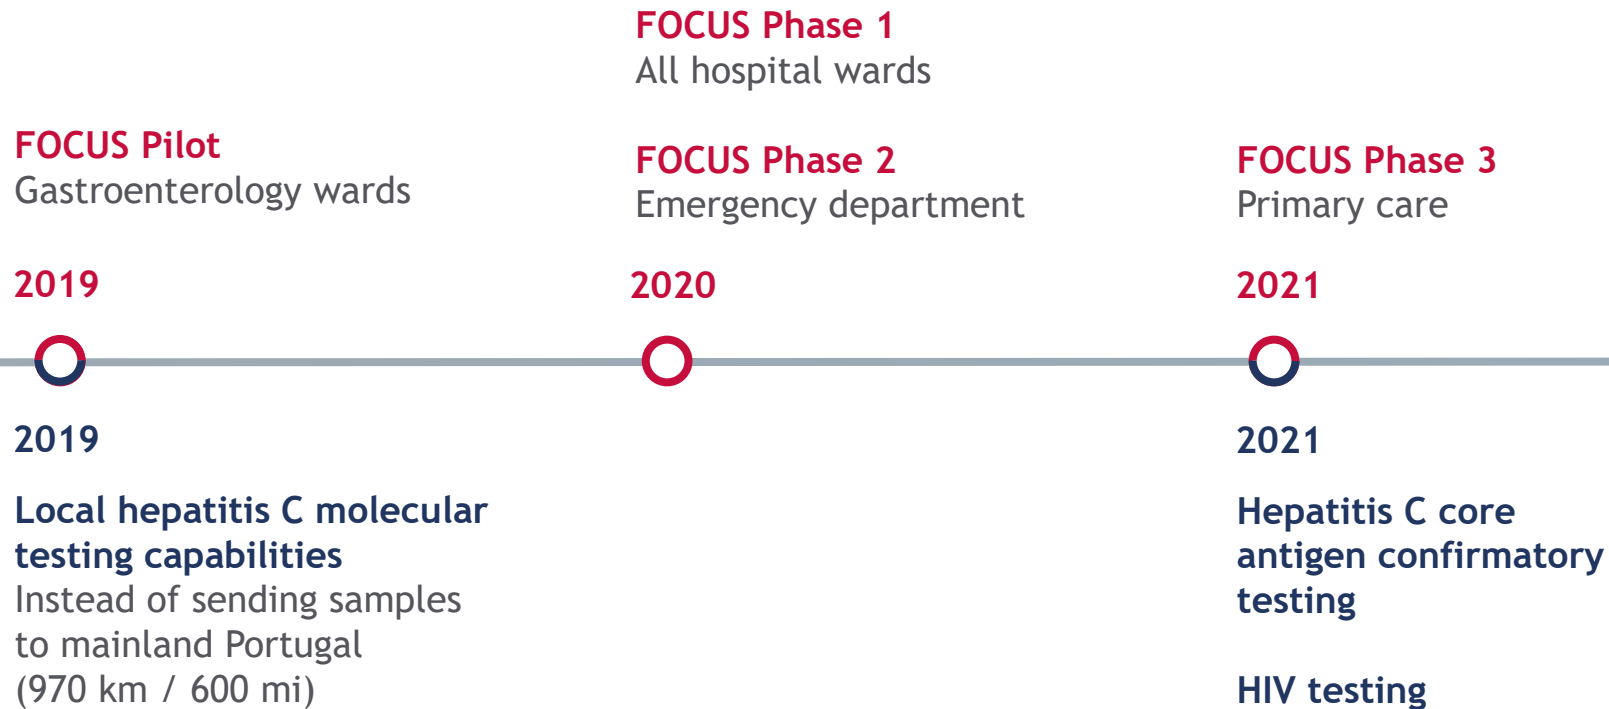 FOCUS Pilot
Gastroenterology wards
2019
FOCUS Phase 1
All hospital wards
FOCUS Phase 2
Emergency department
2020
FOCUS Phase 3
Primary care
2021
2019
Local hepatitis C molecular
testing capabilities
Instead of sending samples
to mainland Portugal
(970 km / 600 mi)
2021
Hepatitis C core
antigen confirmatory
testing
HIV testing